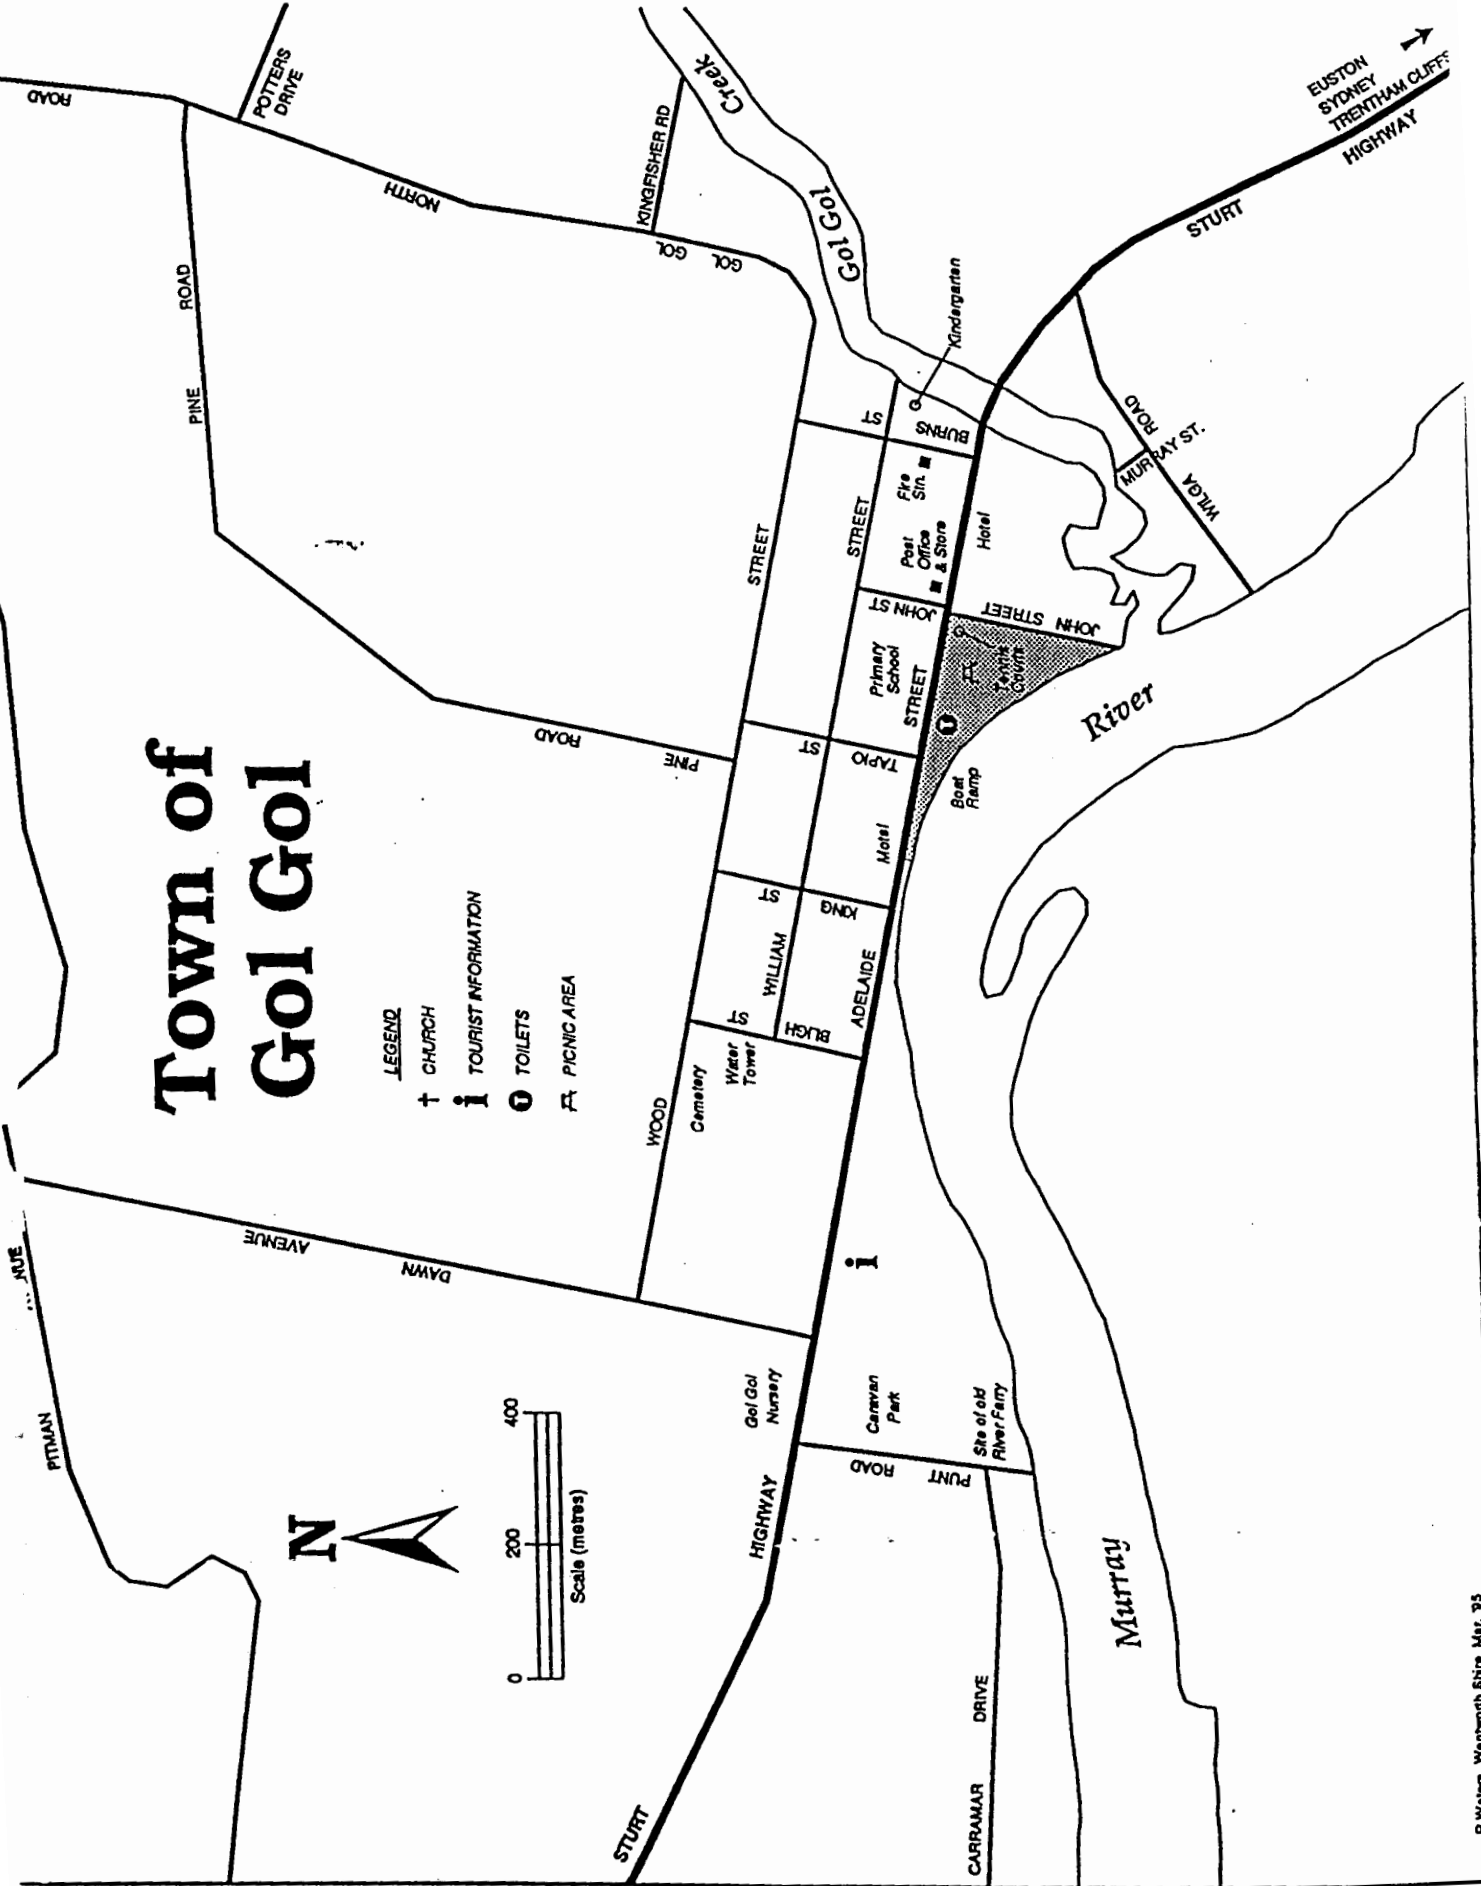 Town of
Gol Gol
LEGEND
CHURCH
TOURIST INFORMATION
TOILETS
PICNIC AREA
N
0 200 400
Scale (metres)
PITMAN
DAWN AVENUE
WOOD STREET
PINE ROAD
PINE ROAD
GOL GOL NORTH ROAD
POTTERS
DRIVE
KINGFISHER RD
Gol Gol Creek
STURT HIGHWAY
Gol Gol
Nursery
Cemetery
Water
Tower
BLIGH ST
WILLIAM STREET
KING ST
TAPIO ST
JOHN ST
BURNS ST
ADELAIDE STREET
Motel
Primary
School
Post
Office
& Store
Fire
Stn.
Kindergarten
Hotel
JOHN STREET
Tennis
Courts
T
Boat
Ramp
i
Caravan
Park
Site of old
River Ferry
PUNT ROAD
CARRAMAR DRIVE
Murray River
WILGA ROAD
MURRAY ST.
STURT HIGHWAY
EUSTON
SYDNEY
TRENTHAM CLIFFS